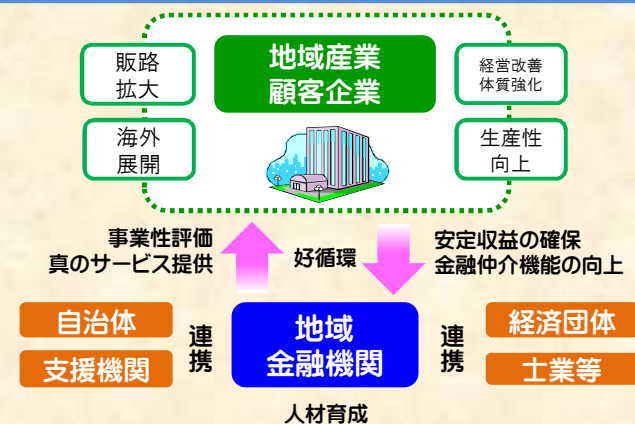 販路
拡大
地域産業
顧客企業
経営改善
体質強化
海外
展開
生産性
向上
事業性評価
真のサービス提供
好循環
安定収益の確保
金融仲介機能の向上
自治体
支援機関
連携
地域
金融機関
連携
経済団体
士業等
人材育成